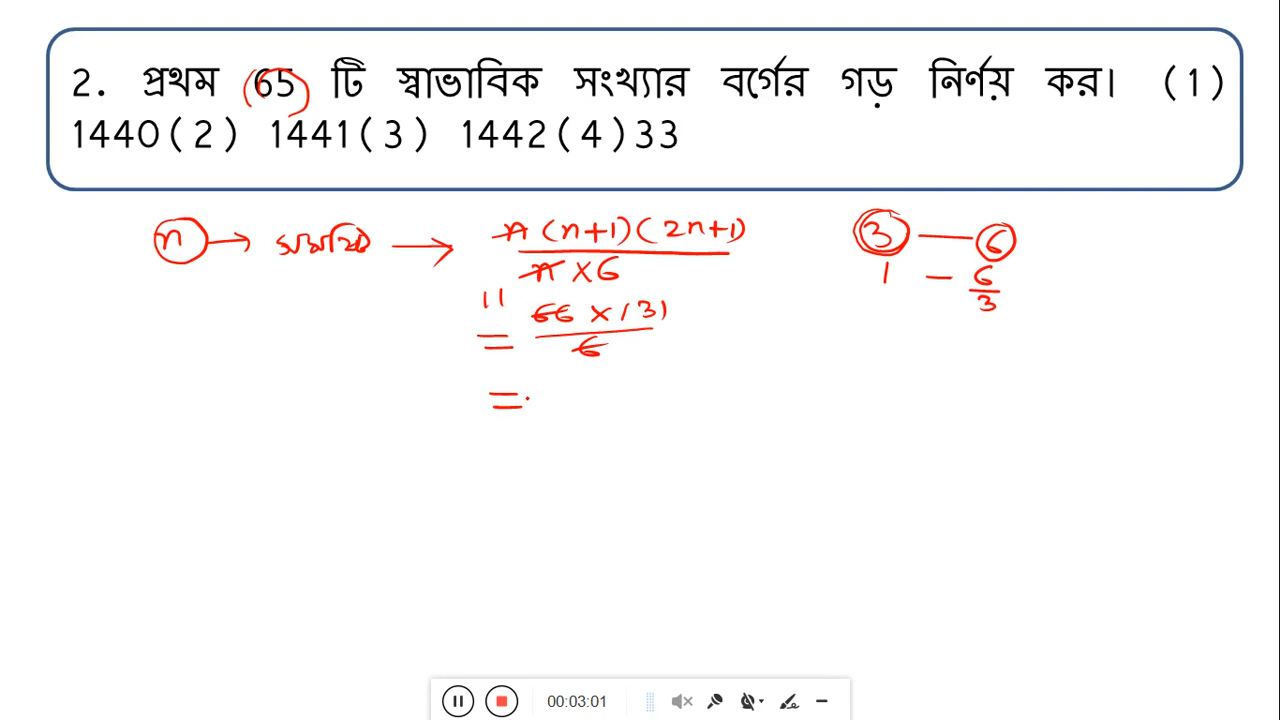 2. প্রথম 65 টি স্বাভাবিক সংখ্যার বর্গের গড় নির্ণয় কর। (1)
1440(2) 1441(3) 1442(4)33
n → → n(n+1)(2n+1) 3 — 6
n×6 1 — 6
11 3
= 66 × 131
6
=
00:03:01